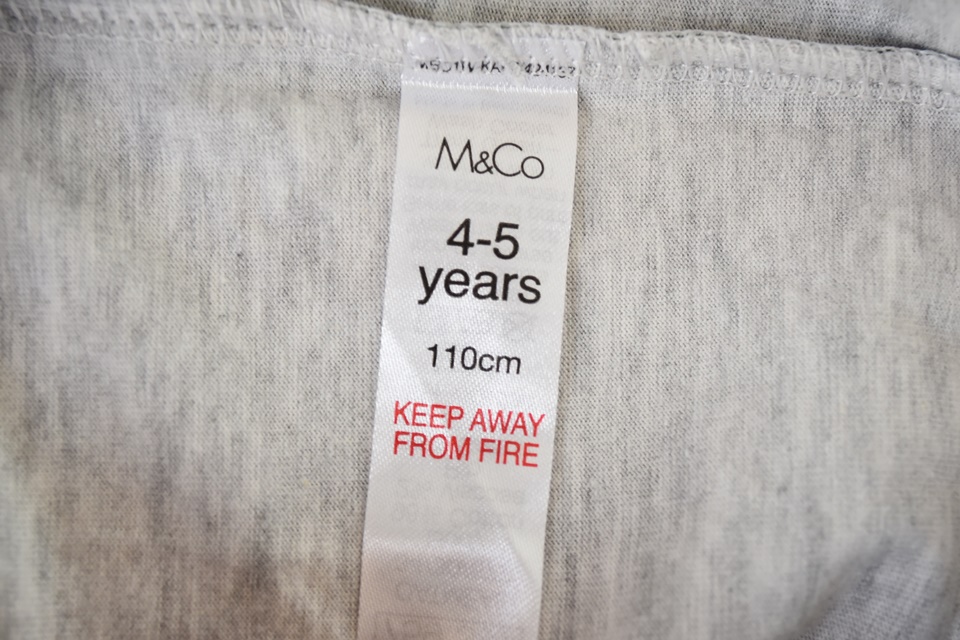 M&Co
4-5
years
110cm
KEEP AWAY
FROM FIRE